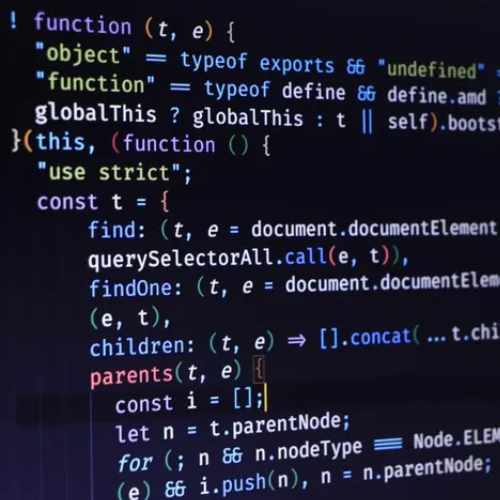 ! function (t, e) {
"object" == typeof exports && "undefined"
"function" == typeof define && define.amd
globalThis ? globalThis : t || self).boots
}(this, (function () {
"use strict";
const t = {
find: (t, e = document.documentElement
querySelectorAll.call(e, t)),
findOne: (t, e = document.documentElem
(e, t),
children: (t, e) => [].concat(...t.chi
parents(t, e) {
const i = [];
let n = t.parentNode;
for (; n && n.nodeType === Node.ELEM
(e) && i.push(n), n = n.parentNode;